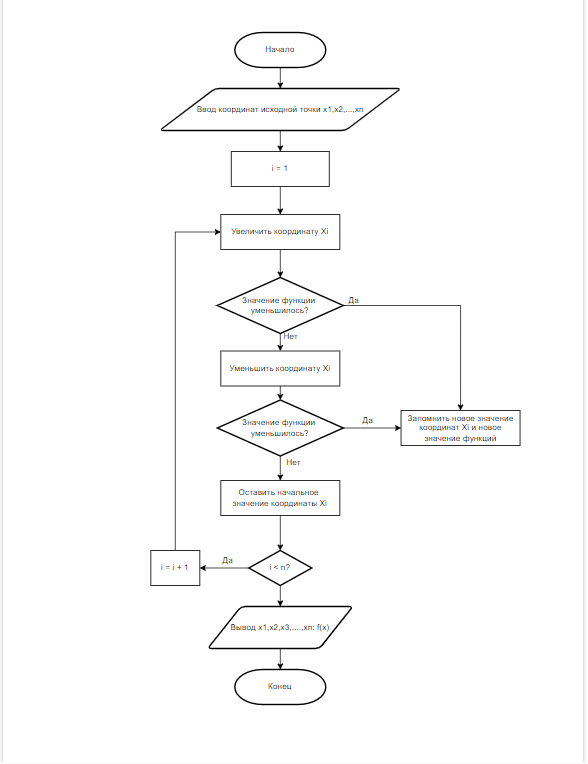 Начало
Ввод координат исходной точки x1,x2,...,xn
i = 1
Увеличить координату Xi
Значение функции
уменьшилось?
Да
Нет
Уменьшить координату Xi
Значение функции
уменьшилось?
Да
Запомнить новое значение
координат Xi и новое
значение функций
Нет
Оставить начальное
значение координаты Xi
i < n?
Да
i = i + 1
Вывод x1,x2,x3,....,xn: f(x)
Конец